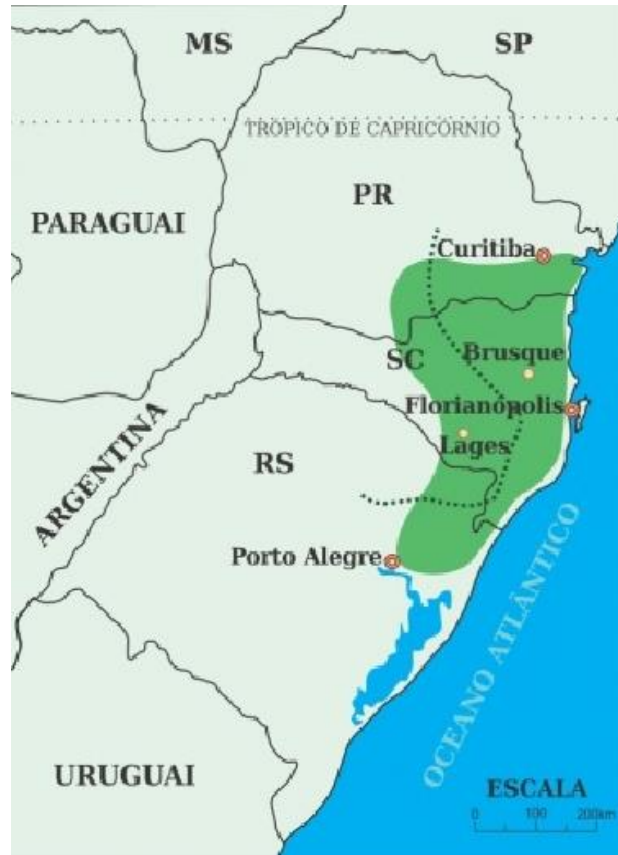 MS
SP
TRÓPICO DE CAPRICÓRNIO
PR
PARAGUAI
Curitiba
Brusque
SC
Florianópolis
Lages
ARGENTINA
RS
Porto Alegre
OCEANO ATLÂNTICO
URUGUAI
ESCALA
0 100 200km